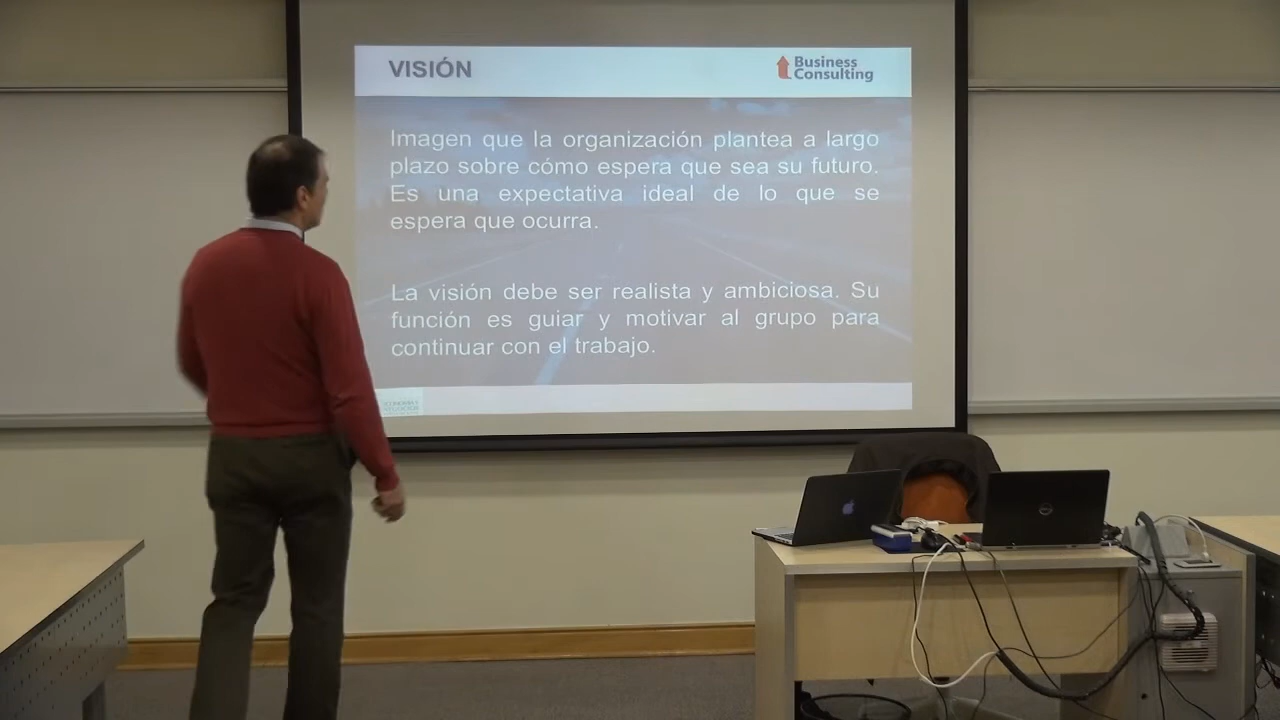 VISIÓN
Business
Consulting
Imagen que la organización plantea a largo
plazo sobre cómo espera que sea su futuro.
Es una expectativa ideal de lo que se
espera que ocurra.
La visión debe ser realista y ambiciosa. Su
función es guiar y motivar al grupo para
continuar con el trabajo.